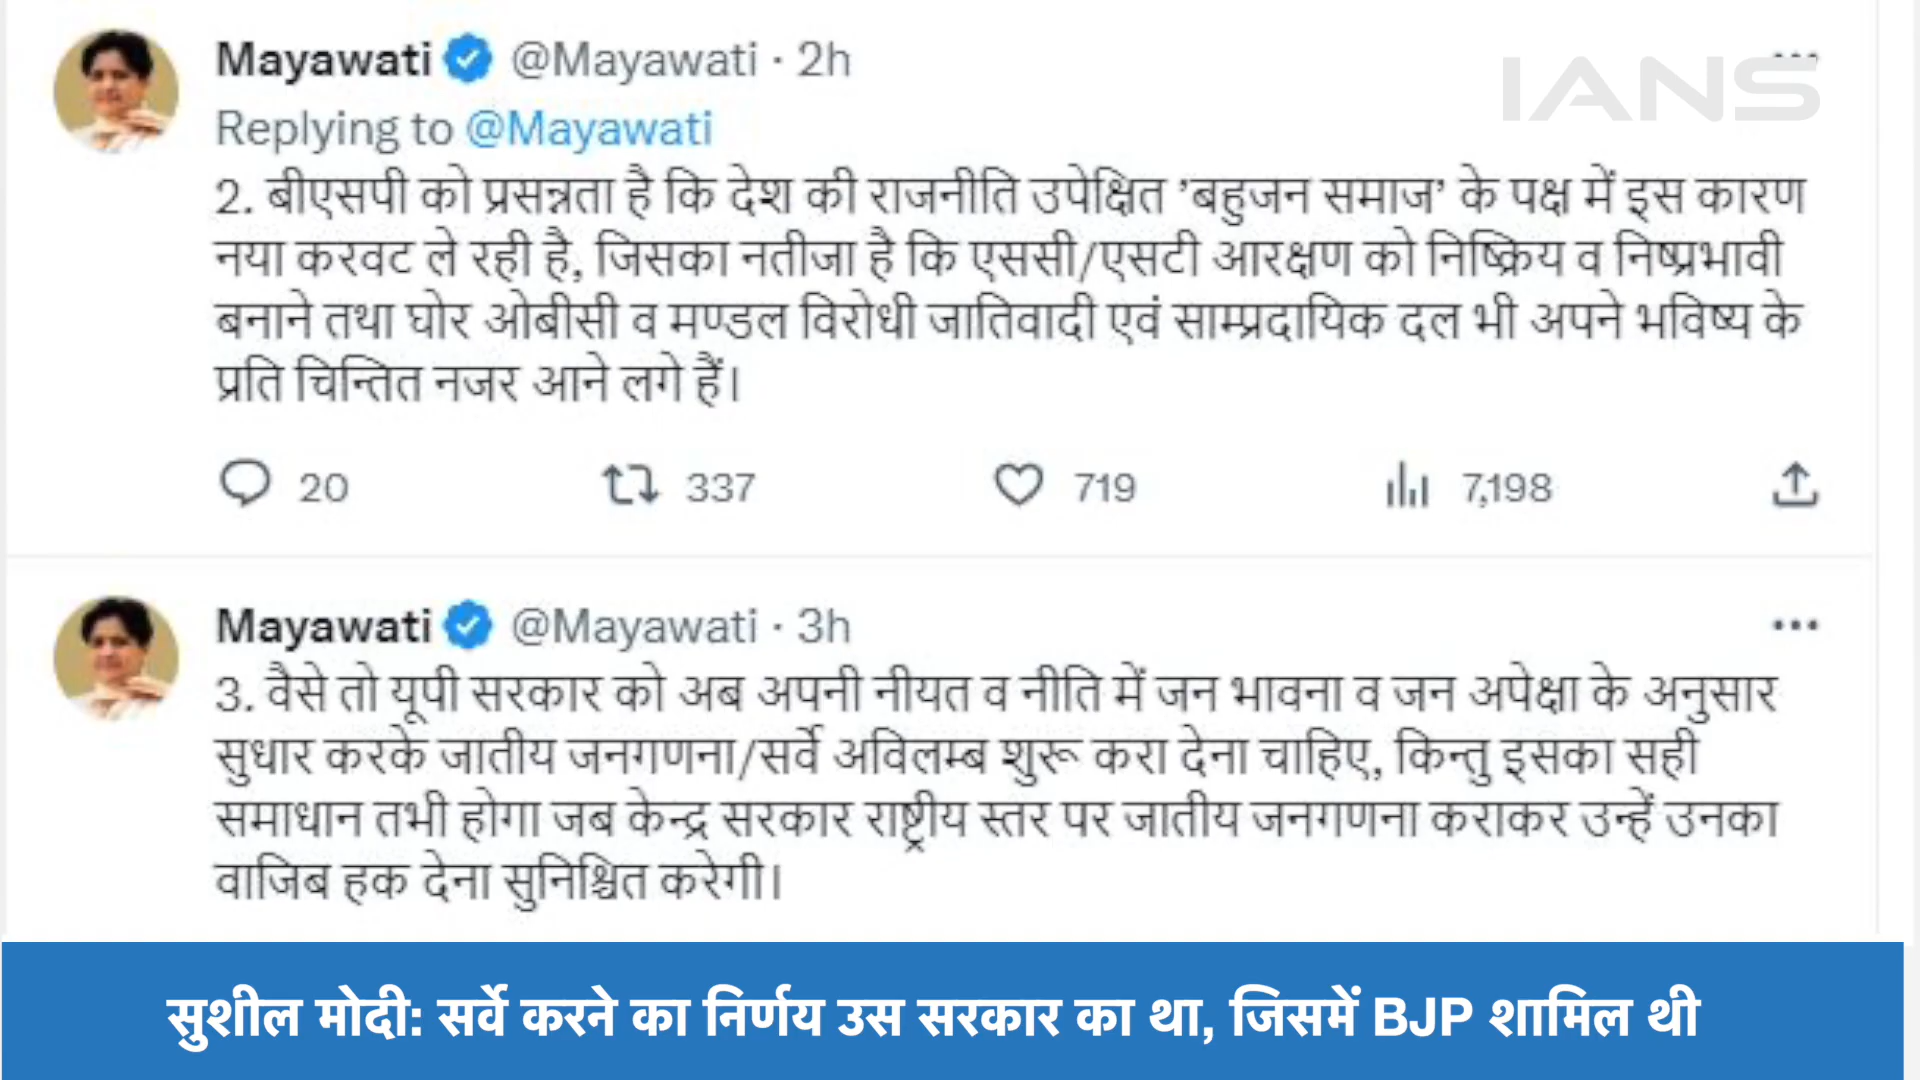 Mayawati @Mayawati · 2h
IANS
Replying to @Mayawati
2. बीएसपी को प्रसन्नता है कि देश की राजनीति उपेक्षित ’बहुजन समाज’ के पक्ष में इस कारण
नया करवट ले रही है, जिसका नतीजा है कि एससी/एसटी आरक्षण को निष्क्रिय व निष्प्रभावी
बनाने तथा घोर ओबीसी व मण्डल विरोधी जातिवादी एवं साम्प्रदायिक दल भी अपने भविष्य के
प्रति चिन्तित नजर आने लगे हैं।
20 337 719 7,198
Mayawati @Mayawati · 3h
3. वैसे तो यूपी सरकार को अब अपनी नीयत व नीति में जन भावना व जन अपेक्षा के अनुसार
सुधार करके जातीय जनगणना/सर्वे अविलम्ब शुरू करा देना चाहिए, किन्तु इसका सही
समाधान तभी होगा जब केन्द्र सरकार राष्ट्रीय स्तर पर जातीय जनगणना कराकर उन्हें उनका
वाजिब हक देना सुनिश्चित करेगी।
सुशील मोदी: सर्वे करने का निर्णय उस सरकार का था, जिसमें BJP शामिल थी